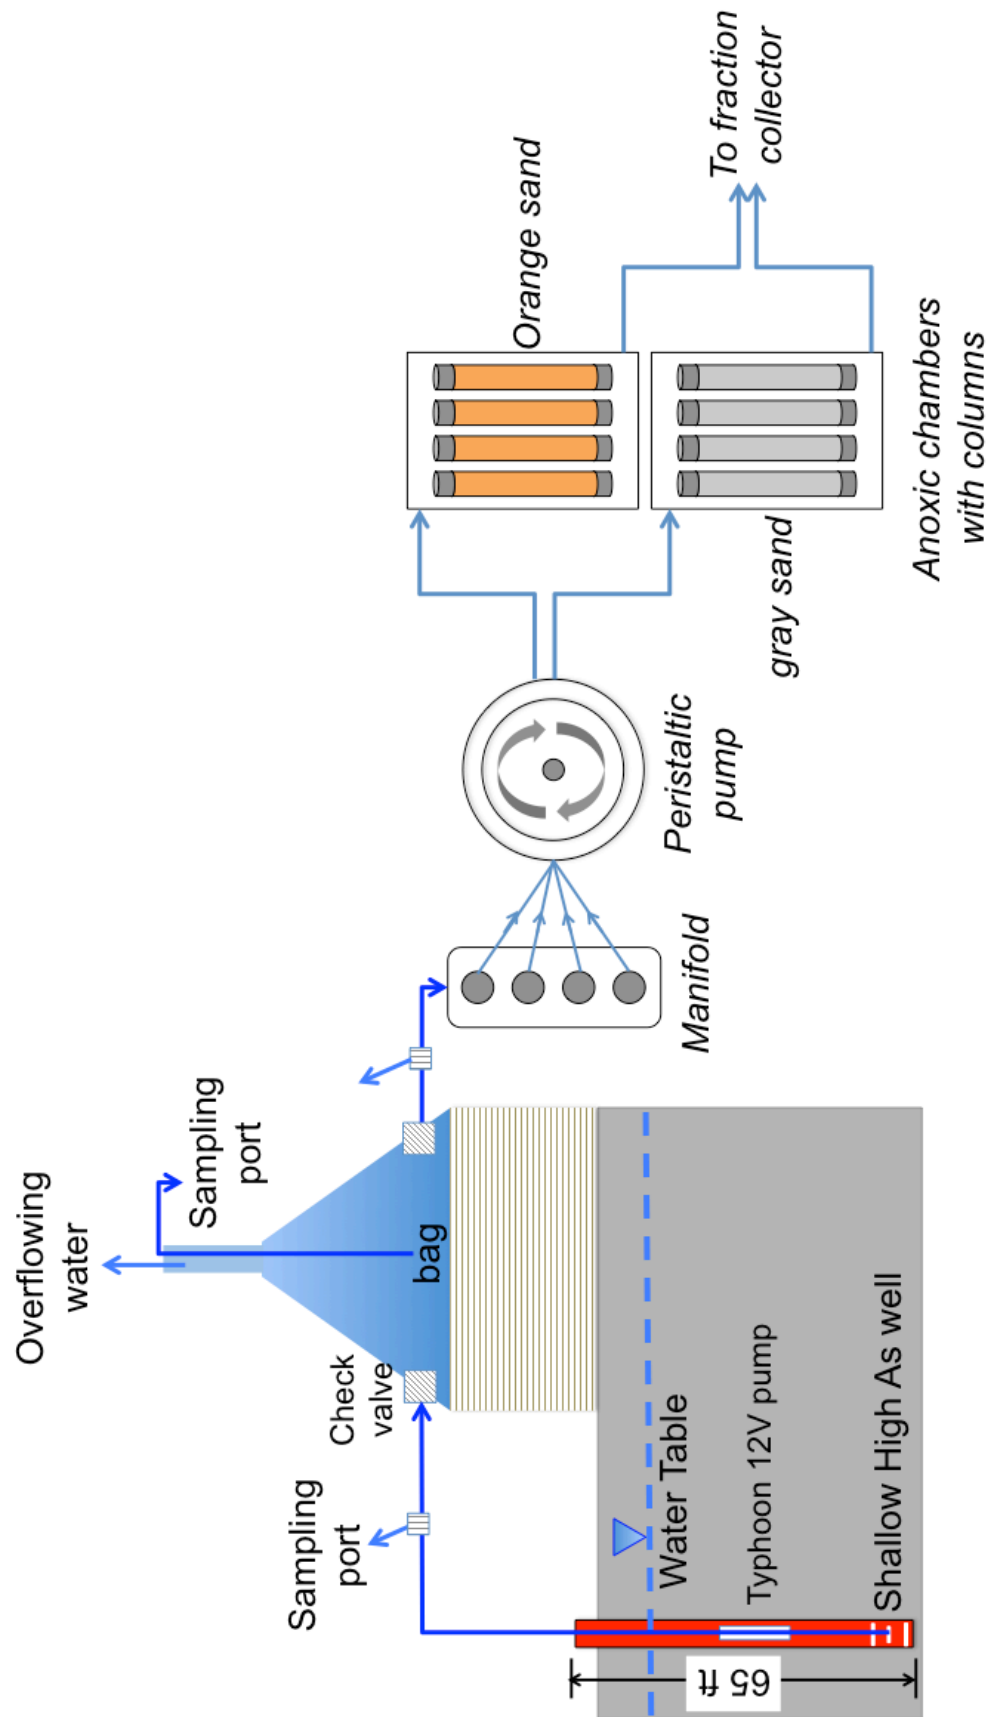 Overflowing
water
Sampling
port
Check
valve
bag
Sampling
port
Water Table
Typhoon 12V pump
Shallow High As well
65 ft
Manifold
Peristaltic
pump
Orange sand
gray sand
Anoxic chambers
with columns
To fraction
collector